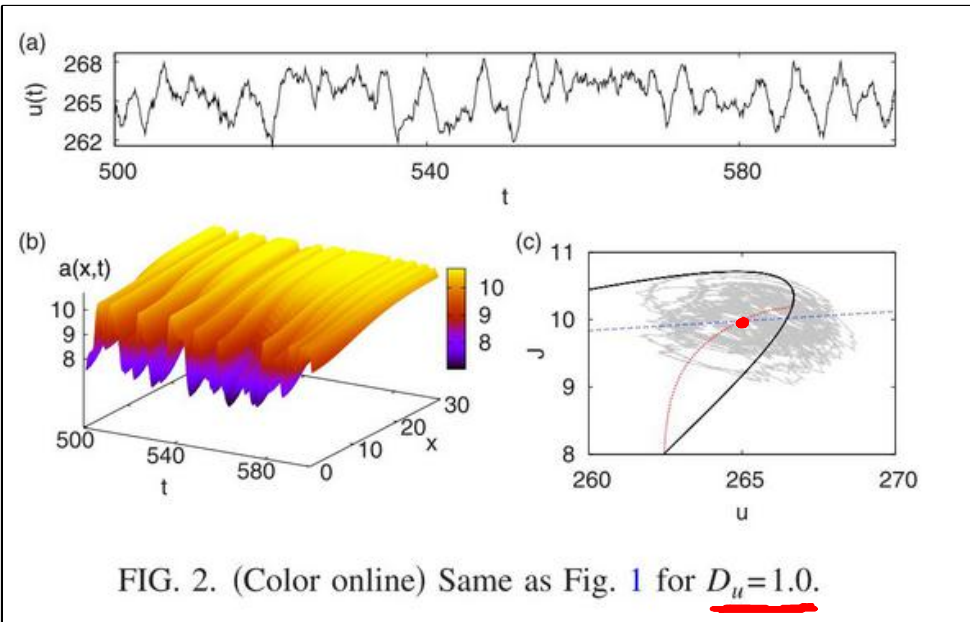 (a)
268
265
262
u(t)
500
540
580
t
(b)
a(x,t)
10
9
8
10
9
8
500
540
580
t
0
10
20
30
x
(c)
11
10
9
8
J
260
265
270
u
FIG. 2. (Color online) Same as Fig. 1 for Dᵤ=1.0.